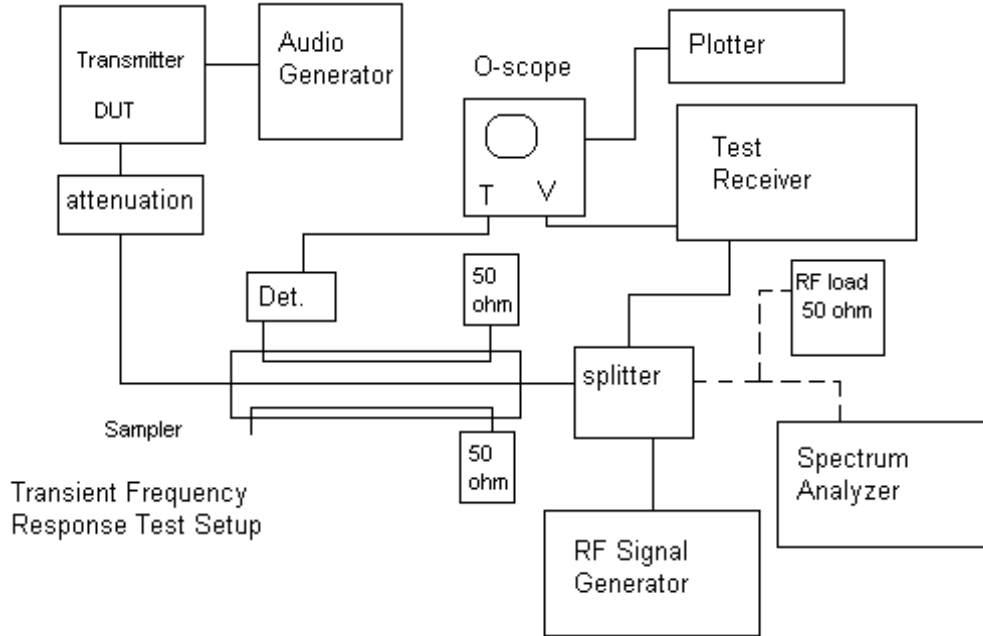 Transmitter
DUT
Audio
Generator
O-scope
T V
Plotter
Test
Receiver
attenuation
Det.
50
ohm
RF load
50 ohm
splitter
Sampler
50
ohm
Spectrum
Analyzer
Transient Frequency
Response Test Setup
RF Signal
Generator